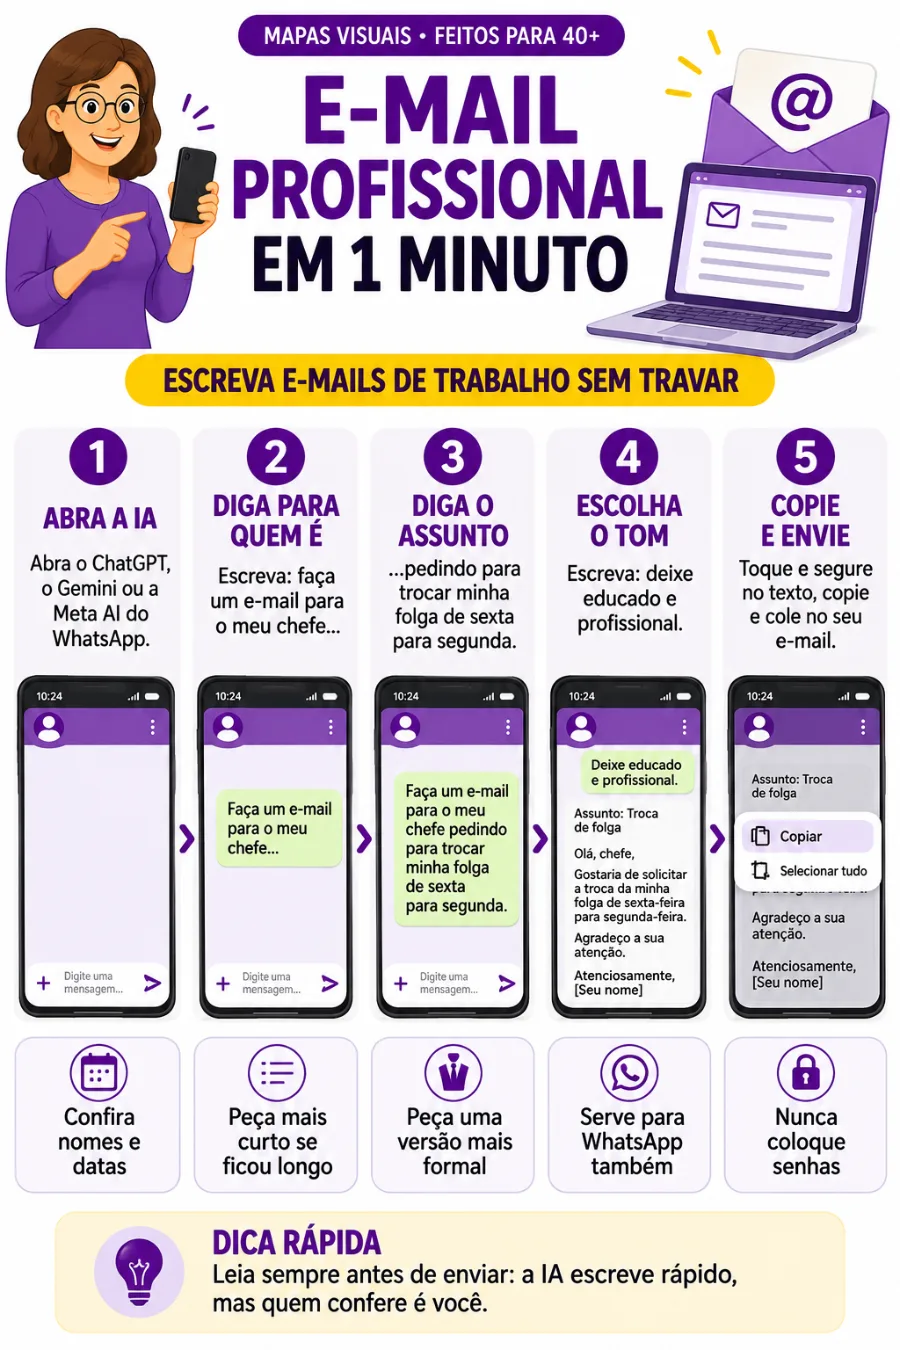 MAPAS VISUAIS • FEITOS PARA 40+
E-MAIL
PROFISSIONAL
EM 1 MINUTO
@
ESCREVA E-MAILS DE TRABALHO SEM TRAVAR
1
ABRA A IA
Abra o ChatGPT,
o Gemini ou a
Meta AI do
WhatsApp.
2
DIGA PARA
QUEM É
Escreva: faça
um e-mail para
o meu chefe...
3
DIGA O
ASSUNTO
...pedindo para
trocar minha
folga de sexta
para segunda.
4
ESCOLHA
O TOM
Escreva: deixe
educado e
profissional.
5
COPIE
E ENVIE
Toque e segure
no texto, copie
e cole no seu
e-mail.
10:24
Digite uma
mensagem...
10:24
Faça um e-mail
para o meu
chefe...
Digite uma
mensagem...
10:24
Faça um e-mail
para o meu
chefe pedindo
para trocar
minha folga
de sexta
para segunda.
Digite uma
mensagem...
10:24
Deixe educado
e profissional.
Assunto: Troca
de folga
Olá, chefe,
Gostaria de solicitar
a troca da minha
folga de sexta-feira
para segunda-feira.
Agradeço a sua
atenção.
Atenciosamente,
[Seu nome]
10:24
Assunto: Troca
de folga
Copiar
Selecionar tudo
Agradeço a sua
atenção.
Atenciosamente,
[Seu nome]
Confira
nomes e
datas
Peça mais
curto se
ficou longo
Peça uma
versão mais
formal
Serve para
WhatsApp
também
Nunca
coloque
senhas
DICA RÁPIDA
Leia sempre antes de enviar: a IA escreve rápido,
mas quem confere é você.